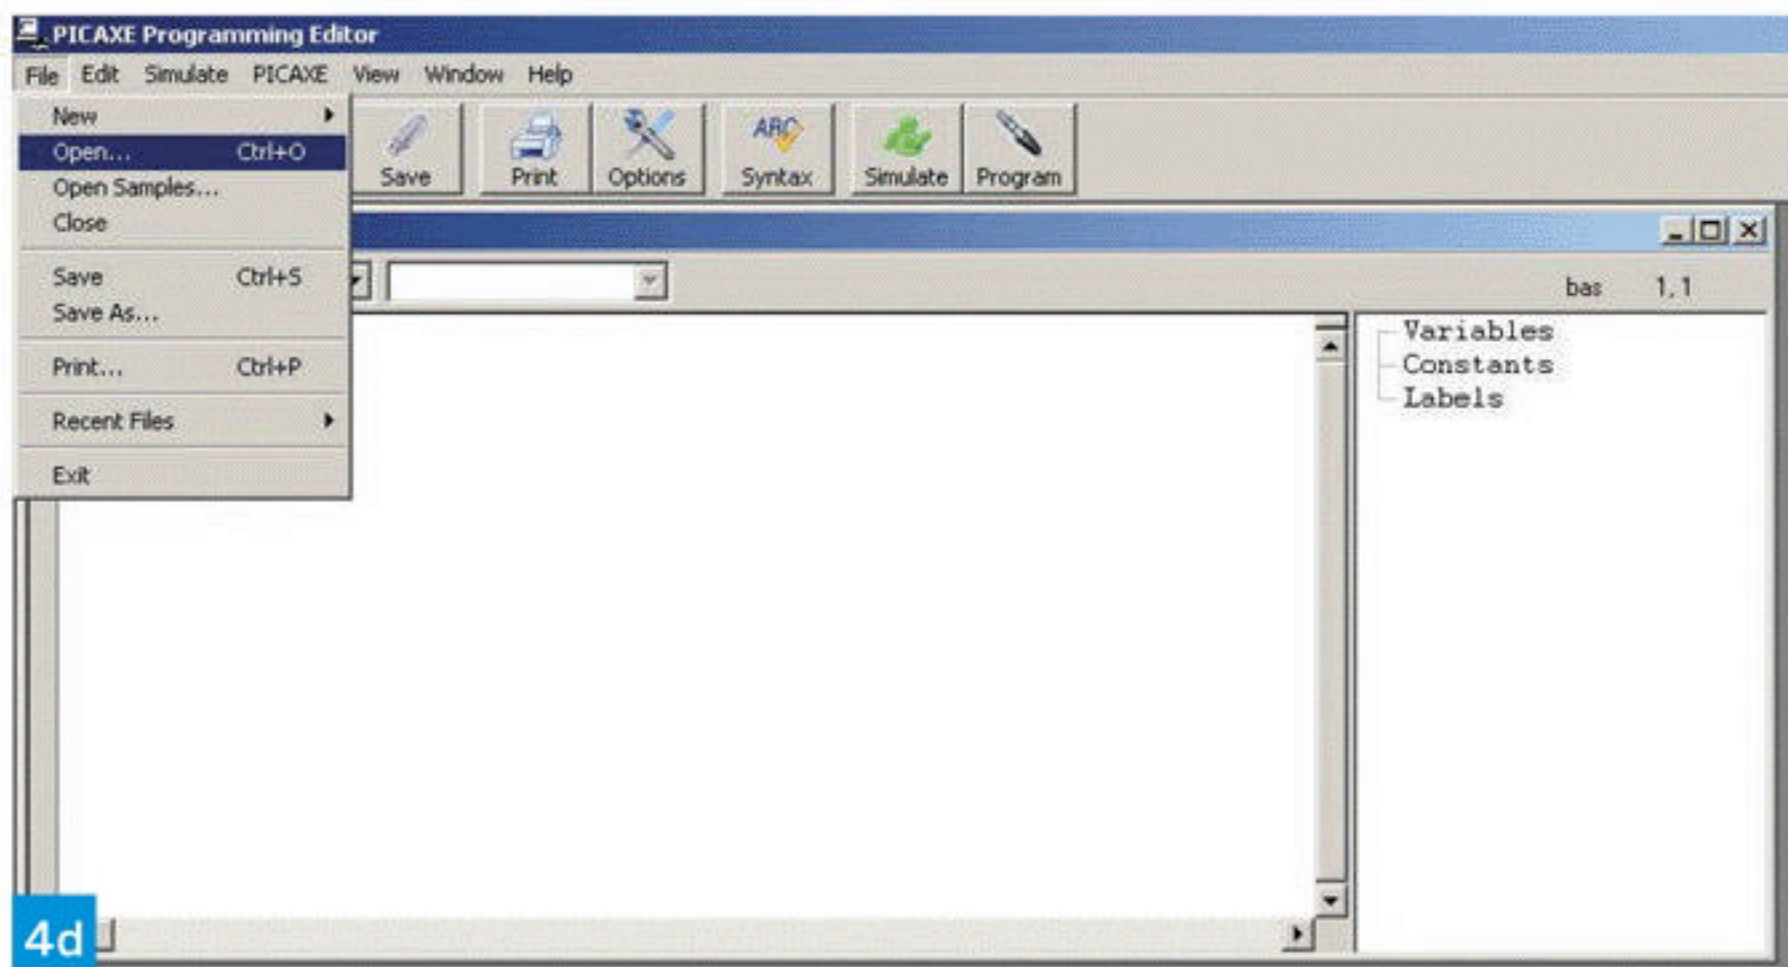 PICAXE Programming Editor
File Edit Simulate PICAXE View Window Help
New
Open... Ctrl+O
Open Samples...
Close
Save Ctrl+S
Save As...
Print... Ctrl+P
Recent Files
Exit
Save Print Options ABC Syntax Simulate Program
bas 1,1
Variables
Constants
Labels
4d